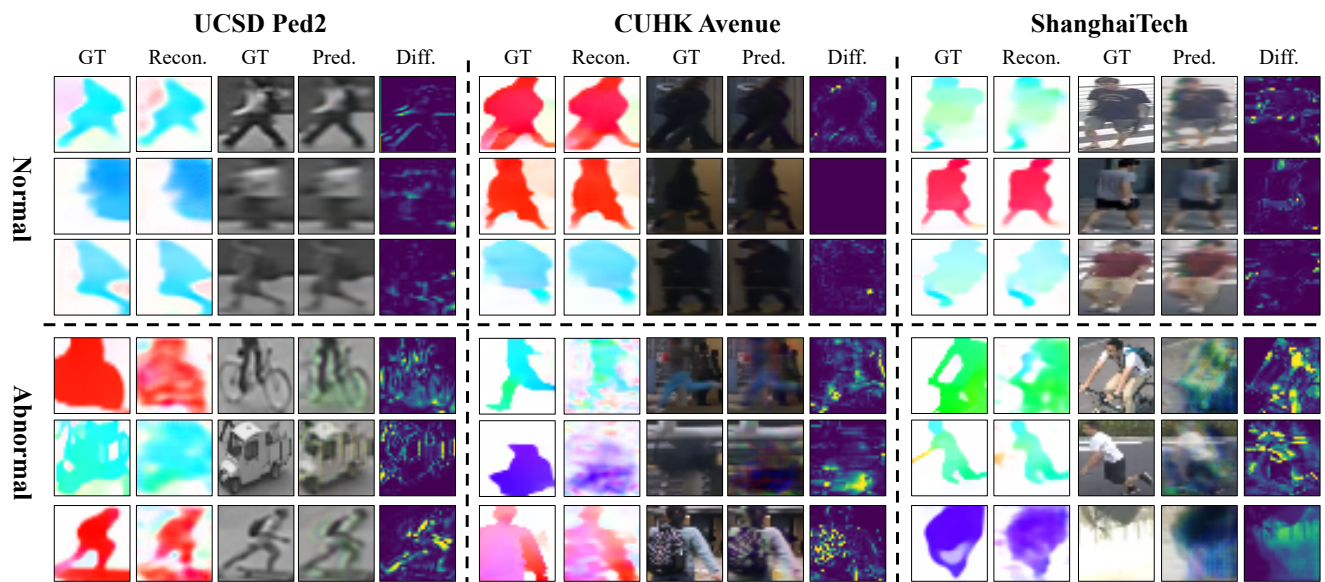 UCSD Ped2 CUHK Avenue ShanghaiTech
GT Recon. GT Pred. Diff. GT Recon. GT Pred. Diff. GT Recon. GT Pred. Diff.
Normal
Abnormal